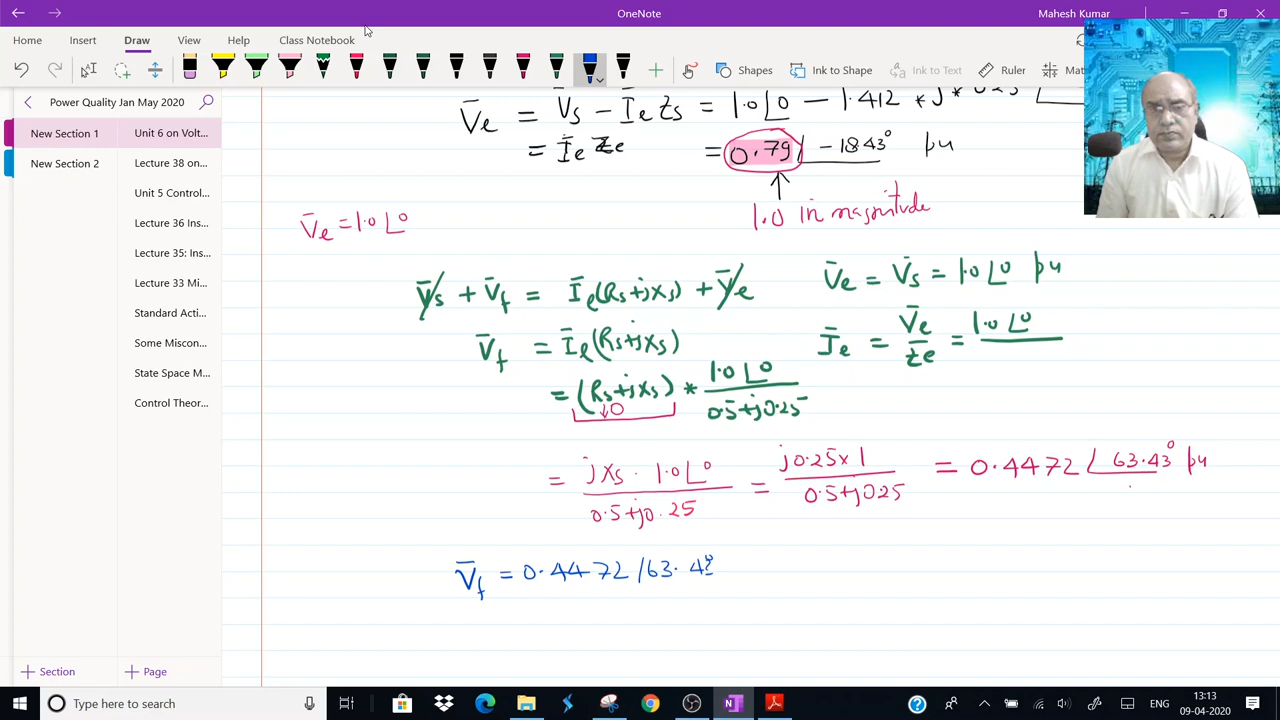 OneNote
Mahesh Kumar
Home Insert Draw View Help Class Notebook
Shapes Ink to Shape Ink to Text Ruler
Power Quality Jan May 2020
New Section 1
New Section 2
Unit 6 on Volt...
Lecture 38 on...
Unit 5 Control...
Lecture 36 Ins...
Lecture 35: Ins...
Lecture 33 Mi...
Standard Acti...
Some Miscon...
State Space M...
Control Theor...
V̄e = V̄s − Īe Zs = 1.0∠0 − 1.412 * j *
= Īe Ze = 0.79∠−18.43° pu
1.0 in magnitude
V̄e = 1.0∠0
V̄s + V̄f = Īe(Rs+jXs) + V̄e
V̄e = V̄s = 1.0∠0 pu
V̄f = Īe(Rs+jXs)
Īe = V̄e/Ze = 1.0∠0
= (Rs+jXs) * 1.0∠0/0.5+j0.25
0
= jXs · 1.0∠0/0.5+j0.25 = j0.25x1/0.5+j0.25 = 0.4472∠63.43° pu
V̄f = 0.4472∠63.43°
+ Section
+ Page
Type here to search
ENG
13:13
09-04-2020